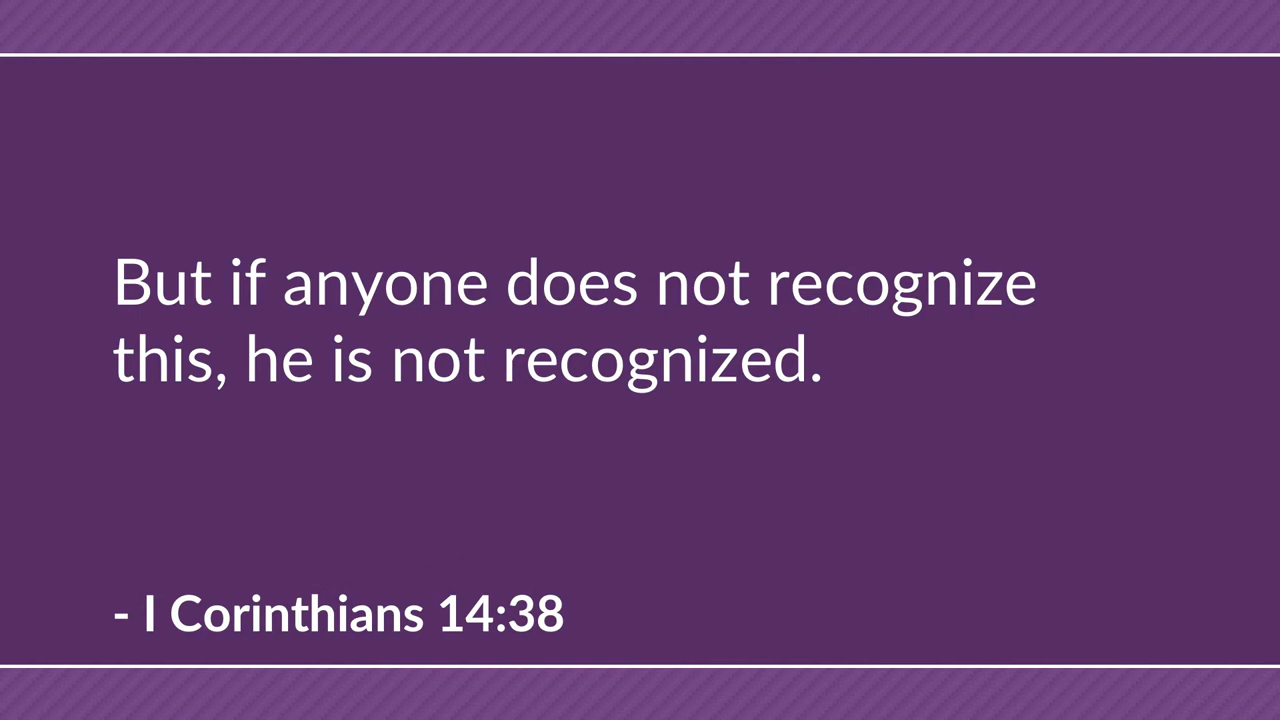 But if anyone does not recognize
this, he is not recognized.
- I Corinthians 14:38